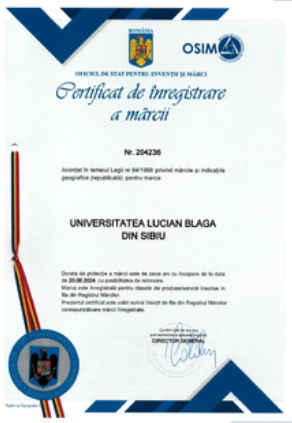 ROMÂNIA
OSIM
OFICIUL DE STAT PENTRU INVENȚII ȘI MĂRCI
Certificat de înregistrare
a mărcii
Nr. 204236
Acordat în temeiul Legii nr 84/1998 privind mărcile și indicațiile
geografice (republicată), pentru marca:
UNIVERSITATEA LUCIAN BLAGA
DIN SIBIU
Durata de protecție a mărcii este de zece ani cu începere de la data
de 20.06.2024, cu posibilitatea de reînnoire.
Marca este înregistrată pentru clasele de produse/servicii înscrise în
fila din Registrul Mărcilor.
Prezentul certificat este valid numai însoțit de fila din Registrul Mărcilor
corespunzătoare mărcii înregistrate.
DIRECTOR GENERAL